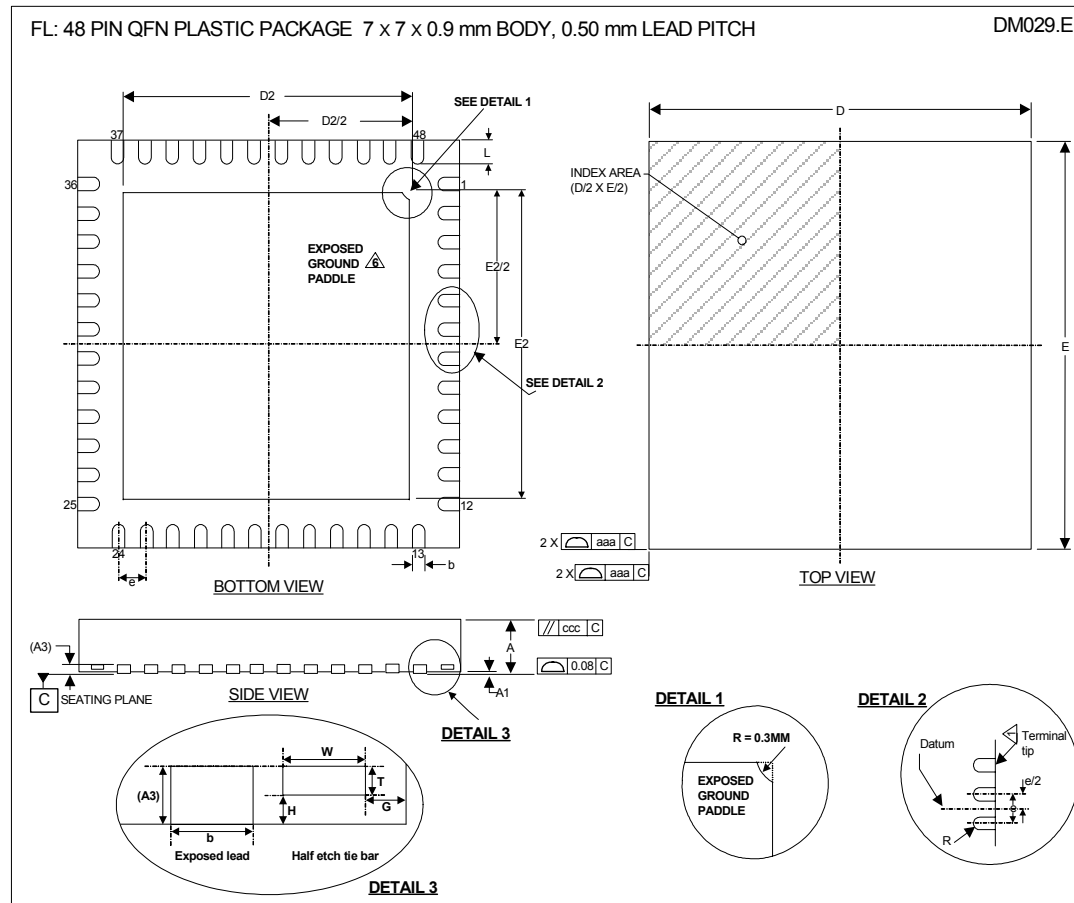 FL: 48 PIN QFN PLASTIC PACKAGE 7 x 7 x 0.9 mm BODY, 0.50 mm LEAD PITCH
DM029.E
D2
SEE DETAIL 1
D2/2
37
48
L
36
1
EXPOSED
GROUND
PADDLE
6
E2/2
E2
SEE DETAIL 2
25
12
24
13
e
b
BOTTOM VIEW
D
INDEX AREA
(D/2 X E/2)
E
2 X aaa C
2 X aaa C
TOP VIEW
(A3)
A
// ccc C
0.08 C
A1
C SEATING PLANE
SIDE VIEW
DETAIL 3
W
(A3)
T
H
G
b
Exposed lead
Half etch tie bar
DETAIL 3
DETAIL 1
R = 0.3MM
EXPOSED
GROUND
PADDLE
DETAIL 2
Datum
Terminal
tip
e/2
e
R